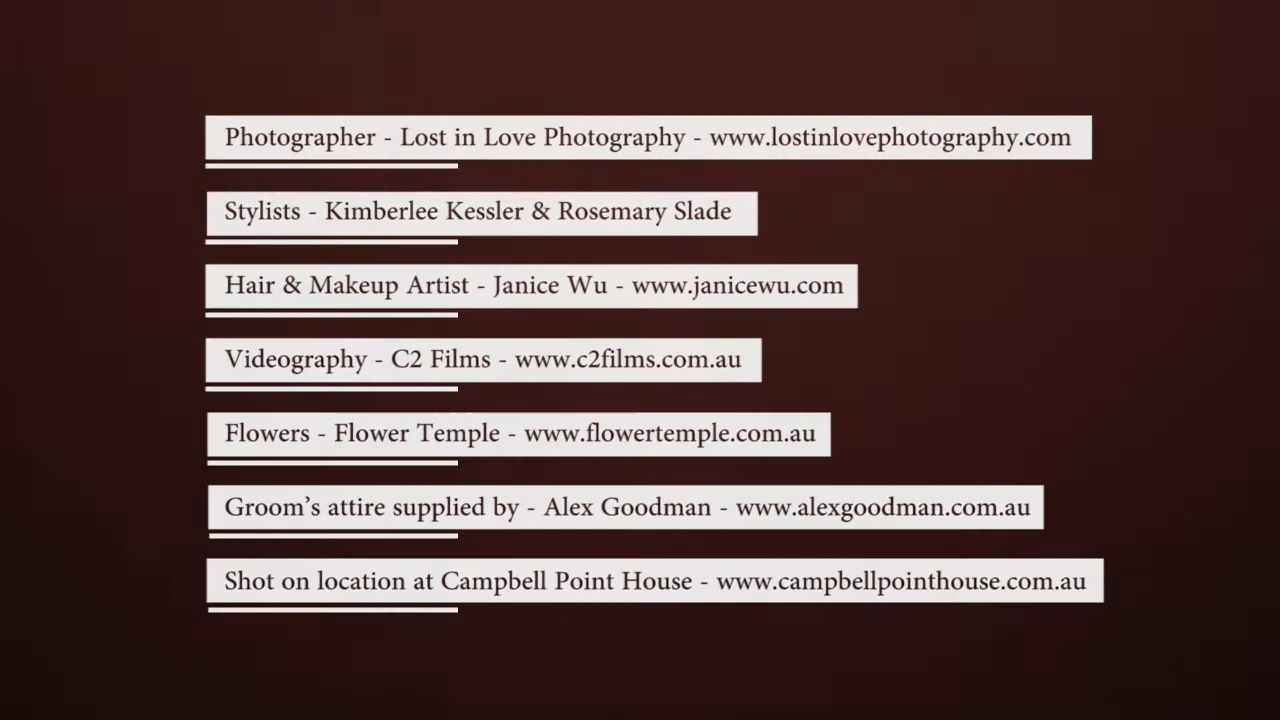 Photographer - Lost in Love Photography - www.lostinlovephotography.com
Stylists - Kimberlee Kessler & Rosemary Slade
Hair & Makeup Artist - Janice Wu - www.janicewu.com
Videography - C2 Films - www.c2films.com.au
Flowers - Flower Temple - www.flowertemple.com.au
Groom’s attire supplied by - Alex Goodman - www.alexgoodman.com.au
Shot on location at Campbell Point House - www.campbellpointhouse.com.au